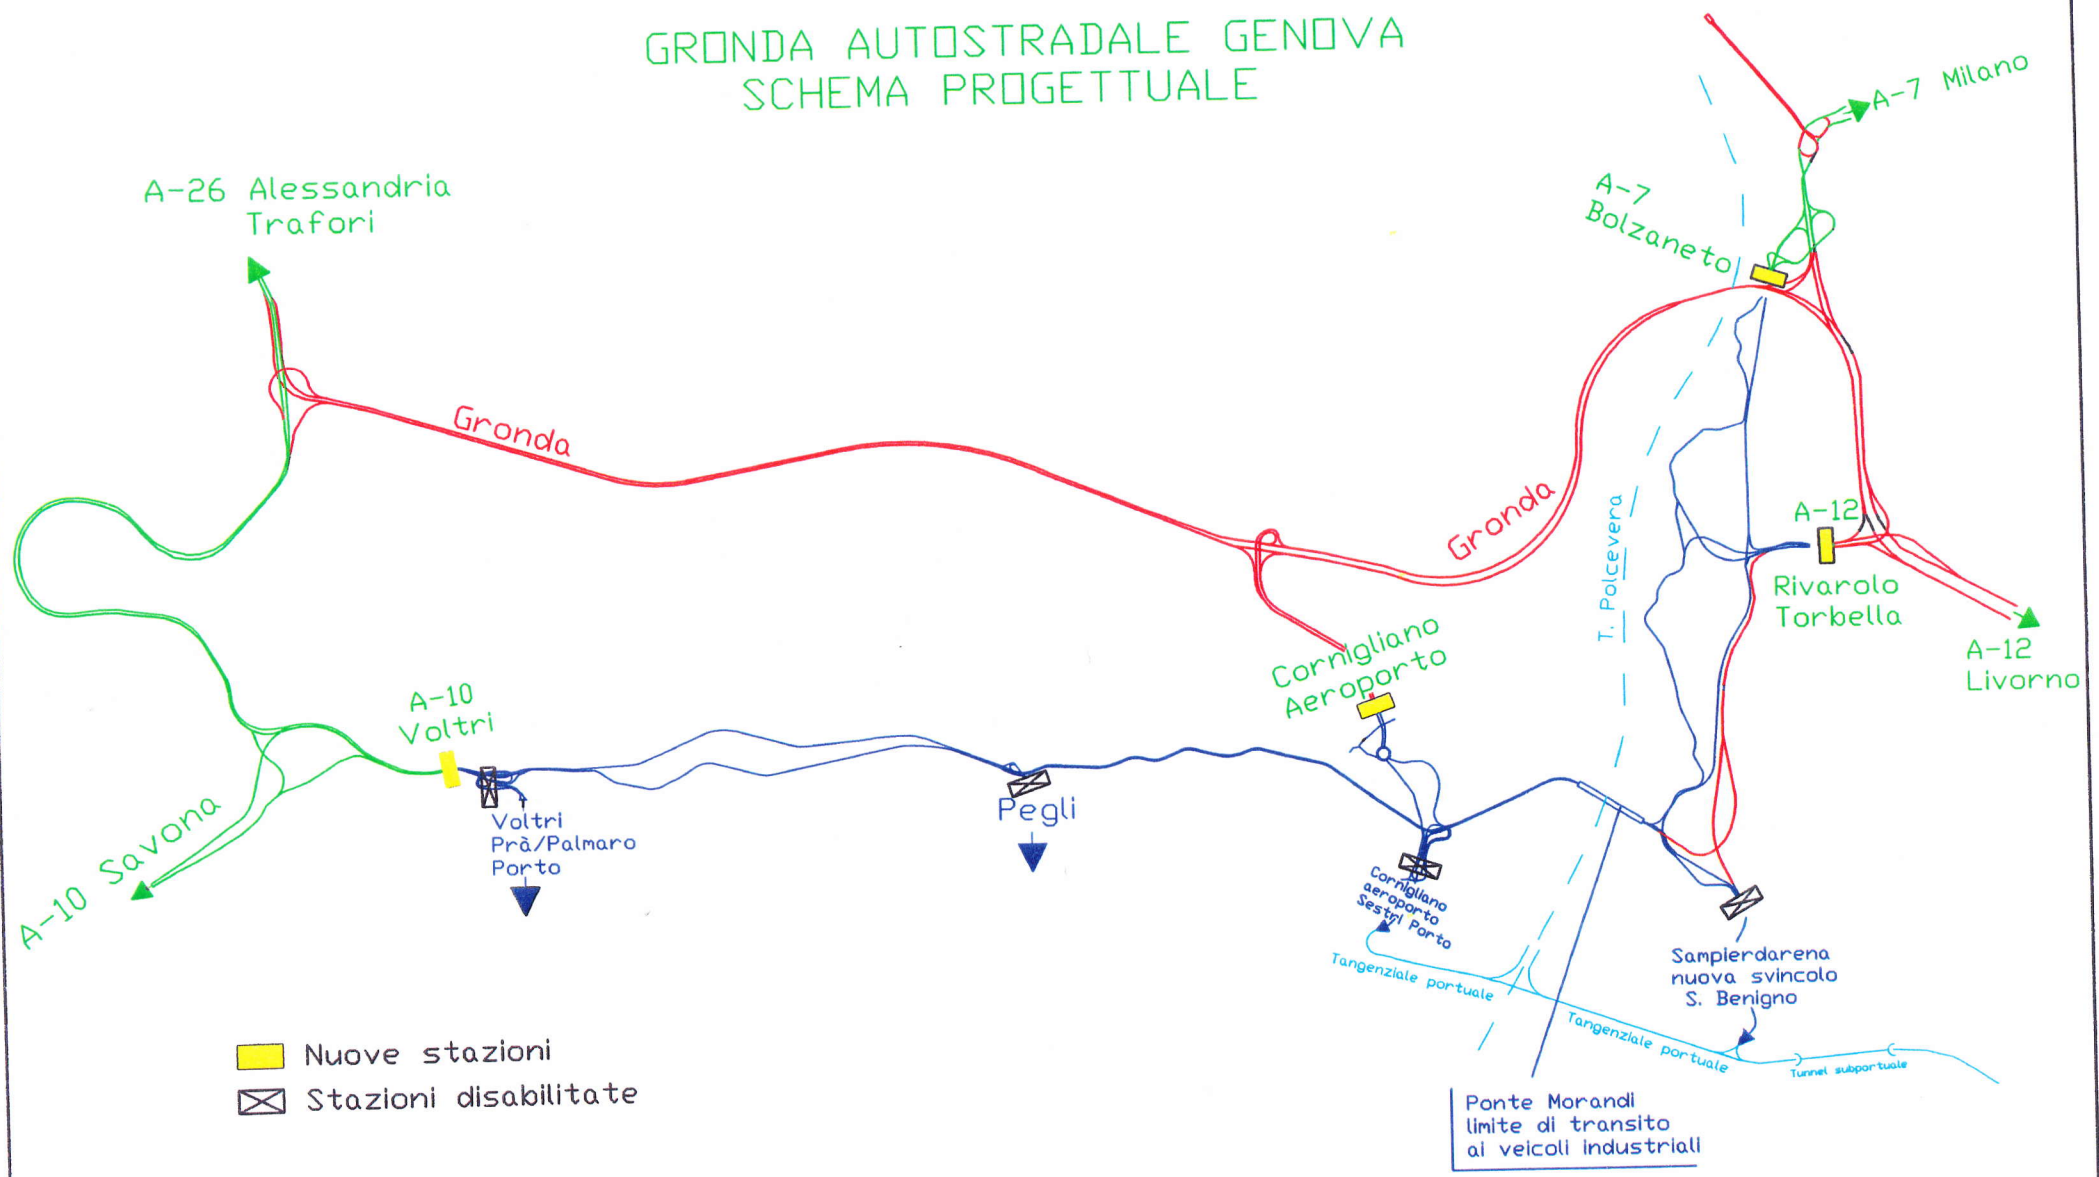 GRONDA AUTOSTRADALE GENOVA
SCHEMA PROGETTUALE
A-7 Milano
A-26 Alessandria
Trafori
A-7
Bolzaneto
Gronda
Gronda
T. Polcevera
A-12
Rivarolo
Torbella
A-12
Livorno
Cornigliano
Aeroporto
A-10
Voltri
A-10 Savona
Voltri
Prà/Palmaro
Porto
Pegli
Cornigliano
aeroporto
Sestri Porto
Tangenziale portuale
Sampierdarena
nuova svincolo
S. Benigno
Tangenziale portuale
Tunnel subportuale
Nuove stazioni
Stazioni disabilitate
Ponte Morandi
limite di transito
ai veicoli industriali